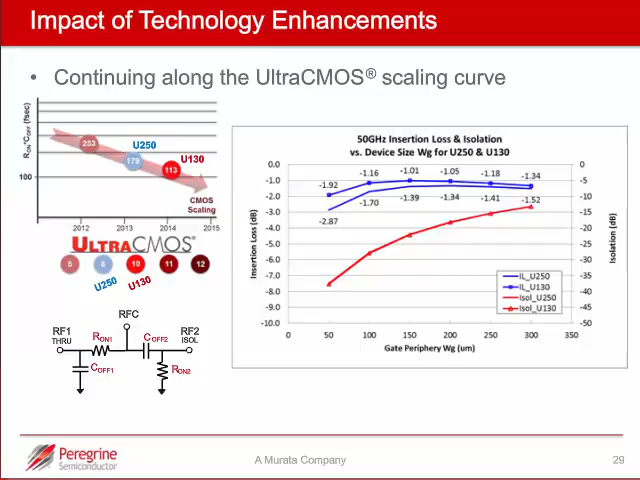 Impact of Technology Enhancements
• Continuing along the UltraCMOS® scaling curve
R_ON*C_OFF (fsec)
100
253
179
113
U250
U130
CMOS
Scaling
2012 2013 2014 2015
ULTRACMOS®
5 8 10 11 12
U250 U130
RFC
RF1
THRU
R_ON1
C_OFF2
RF2
ISOL
C_OFF1
R_ON2
50GHz Insertion Loss & Isolation
vs. Device Size Wg for U250 & U130
Insertion Loss (dB)
0.0
-1.0
-2.0
-3.0
-4.0
-5.0
-6.0
-7.0
-8.0
-9.0
-10.0
-1.92 -1.16 -1.01 -1.05 -1.18 -1.34
-2.87 -1.70 -1.39 -1.34 -1.41 -1.52
IL_U250
IL_U130
Isol_U250
Isol_U130
0
-5
-10
-15
-20
-25
-30
-35
-40
-45
-50
Isolation (dB)
0 50 100 150 200 250 300 350
Gate Periphery Wg (um)
Peregrine
Semiconductor
A Murata Company
29